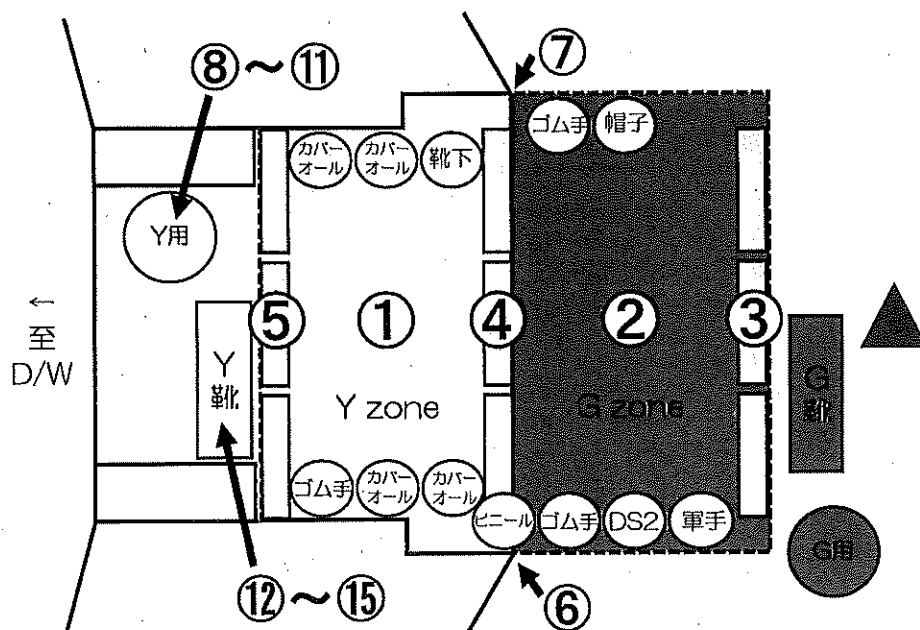 ⑧～⑪
⑦
カバー
オール
カバー
オール
靴下
ゴム手
帽子
Y用
←
至
D/W
⑤
①
④
②
③
Y
靴
G
靴
Y zone
G zone
ゴム手
カバー
オール
カバー
オール
ビニール
ゴム手
DS2
軍手
G用
⑫～⑮
⑥